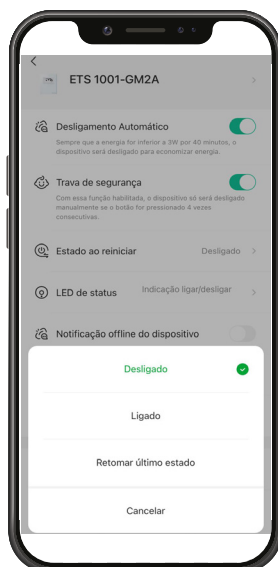 ETS 1001-GM2A
Desligamento Automático
Sempre que a energia for inferior a 3W por 40 minutos, o
dispositivo será desligado para economizar energia.
Trava de segurança
Com essa função habilitada, o dispositivo só será desligado
manualmente se o botão for pressionado 4 vezes
consecutivas.
Estado ao reiniciar Desligado
LED de status Indicação ligar/desligar
Notificação offline do dispositivo
Desligado
Ligado
Retomar último estado
Cancelar